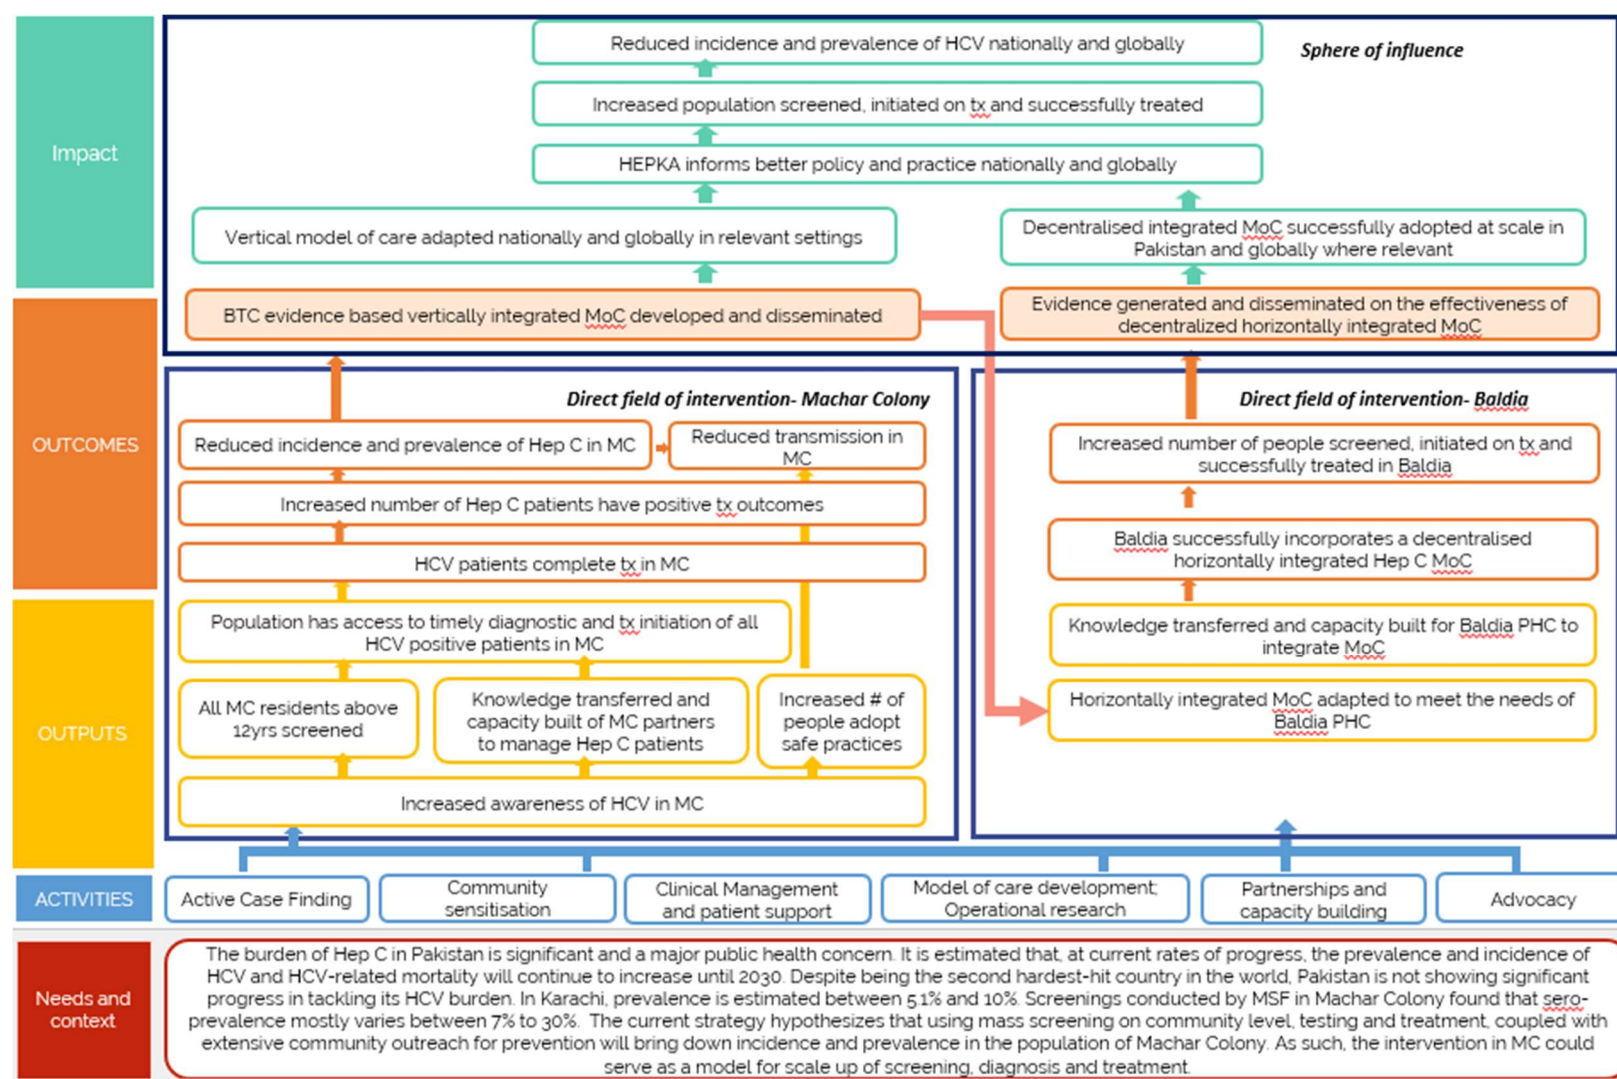 Impact
Sphere of influence
Reduced incidence and prevalence of HCV nationally and globally
Increased population screened, initiated on tx and successfully treated
HEPKA informs better policy and practice nationally and globally
Vertical model of care adapted nationally and globally in relevant settings
Decentralised integrated MoC successfully adopted at scale in
Pakistan and globally where relevant
OUTCOMES
BTC evidence based vertically integrated MoC developed and disseminated
Evidence generated and disseminated on the effectiveness of
decentralized horizontally integrated MoC
Direct field of intervention- Machar Colony
Reduced incidence and prevalence of Hep C in MC
Reduced transmission in
MC
Increased number of Hep C patients have positive tx outcomes
HCV patients complete tx in MC
Direct field of intervention- Baldia
Increased number of people screened, initiated on tx and
successfully treated in Baldia
Baldia successfully incorporates a decentralised
horizontally integrated Hep C MoC
OUTPUTS
Population has access to timely diagnostic and tx initiation of all
HCV positive patients in MC
All MC residents above
12yrs screened
Knowledge transferred and
capacity built of MC partners
to manage Hep C patients
Increased # of
people adopt
safe practices
Increased awareness of HCV in MC
Knowledge transferred and capacity built for Baldia PHC to
integrate MoC
Horizontally integrated MoC adapted to meet the needs of
Baldia PHC
ACTIVITIES
Active Case Finding
Community
sensitisation
Clinical Management
and patient support
Model of care development;
Operational research
Partnerships and
capacity building
Advocacy
Needs and
context
The burden of Hep C in Pakistan is significant and a major public health concern. It is estimated that, at current rates of progress, the prevalence and incidence of
HCV and HCV-related mortality will continue to increase until 2030. Despite being the second hardest-hit country in the world, Pakistan is not showing significant
progress in tackling its HCV burden. In Karachi, prevalence is estimated between 5.1% and 10%. Screenings conducted by MSF in Machar Colony found that sero-
prevalence mostly varies between 7% to 30%. The current strategy hypothesizes that using mass screening on community level, testing and treatment, coupled with
extensive community outreach for prevention will bring down incidence and prevalence in the population of Machar Colony. As such, the intervention in MC could
serve as a model for scale up of screening, diagnosis and treatment.